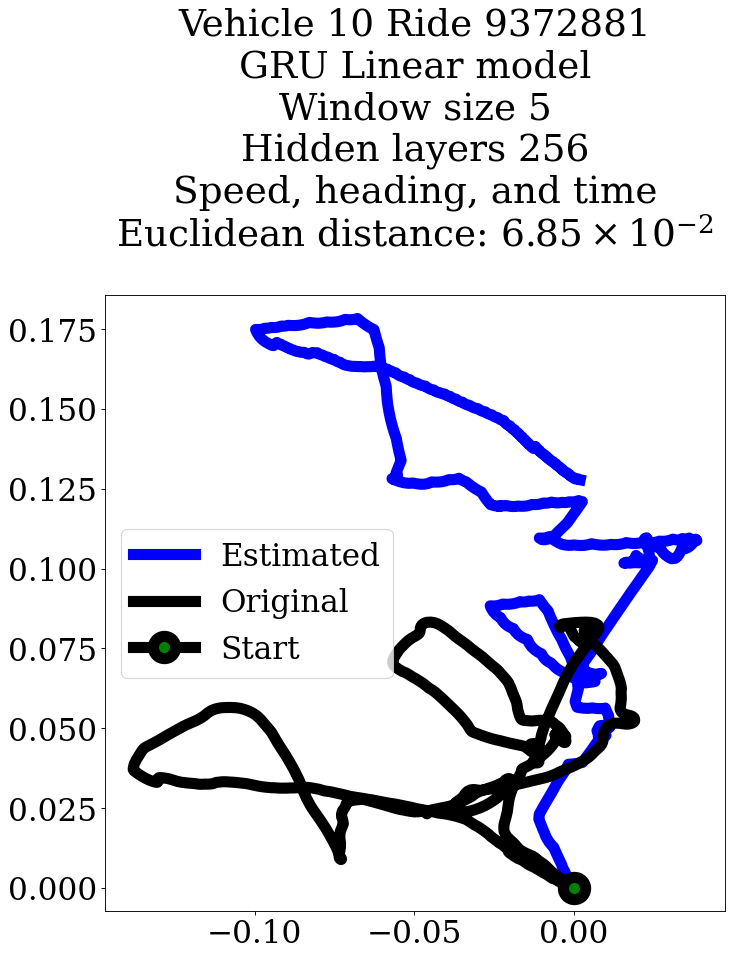 Vehicle 10 Ride 9372881
GRU Linear model
Window size 5
Hidden layers 256
Speed, heading, and time
Euclidean distance: 6.85 × 10⁻²
0.175
0.150
0.125
0.100
0.075
0.050
0.025
0.000
Estimated
Original
Start
−0.10 −0.05 0.00